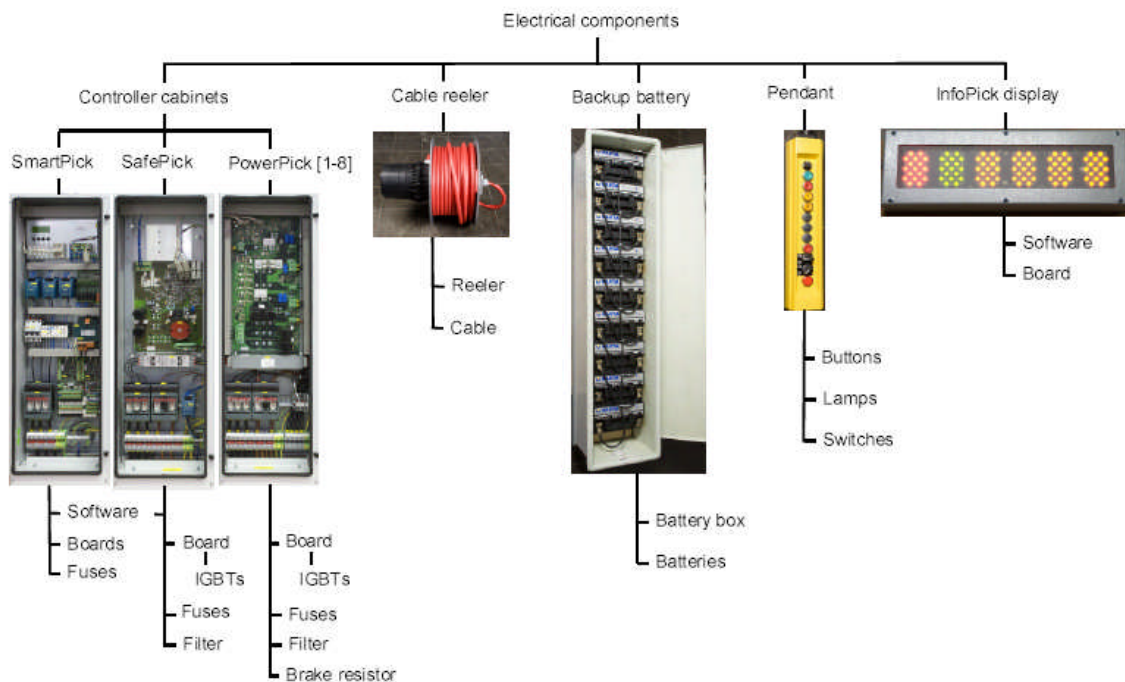 Electrical components
Controller cabinets
Cable reeler
Backup battery
Pendant
InfoPick display
SmartPick
SafePick
PowerPick [1-8]
Software
Board
Reeler
Cable
Buttons
Lamps
Switches
Software
Boards
Fuses
Board
IGBTs
Fuses
Filter
Board
IGBTs
Fuses
Filter
Brake resistor
Battery box
Batteries